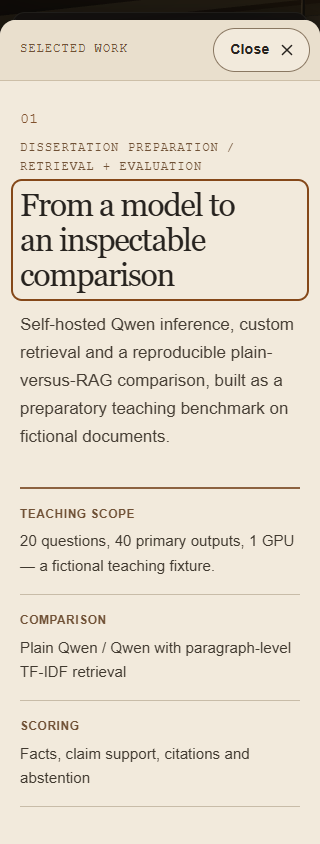 SELECTED WORK
Close
01
DISSERTATION PREPARATION /
RETRIEVAL + EVALUATION
From a model to
an inspectable
comparison
Self-hosted Qwen inference, custom
retrieval and a reproducible plain-
versus-RAG comparison, built as a
preparatory teaching benchmark on
fictional documents.
TEACHING SCOPE
20 questions, 40 primary outputs, 1 GPU
— a fictional teaching fixture.
COMPARISON
Plain Qwen / Qwen with paragraph-level
TF-IDF retrieval
SCORING
Facts, claim support, citations and
abstention